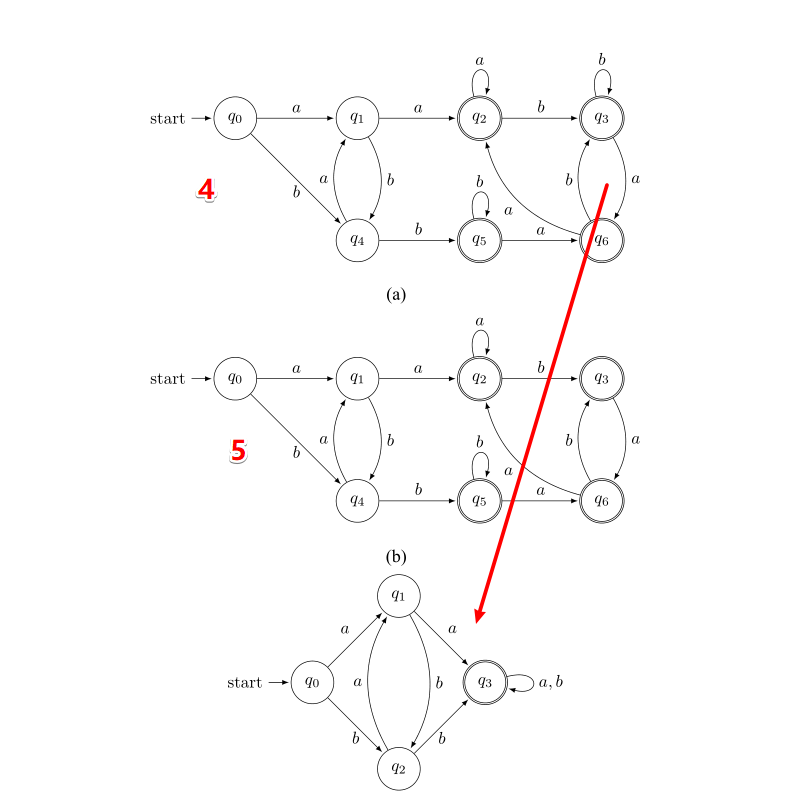 a b
start q0 a q1 a q2 b q3
4 b a b a b a
q4 b q5 a q6
(a)
a
start q0 a q1 a q2 b q3
5 b a b b a b a
q4 b q5 a q6
(b)
q1
a a
start q0 a b q3 a, b
b b
q2